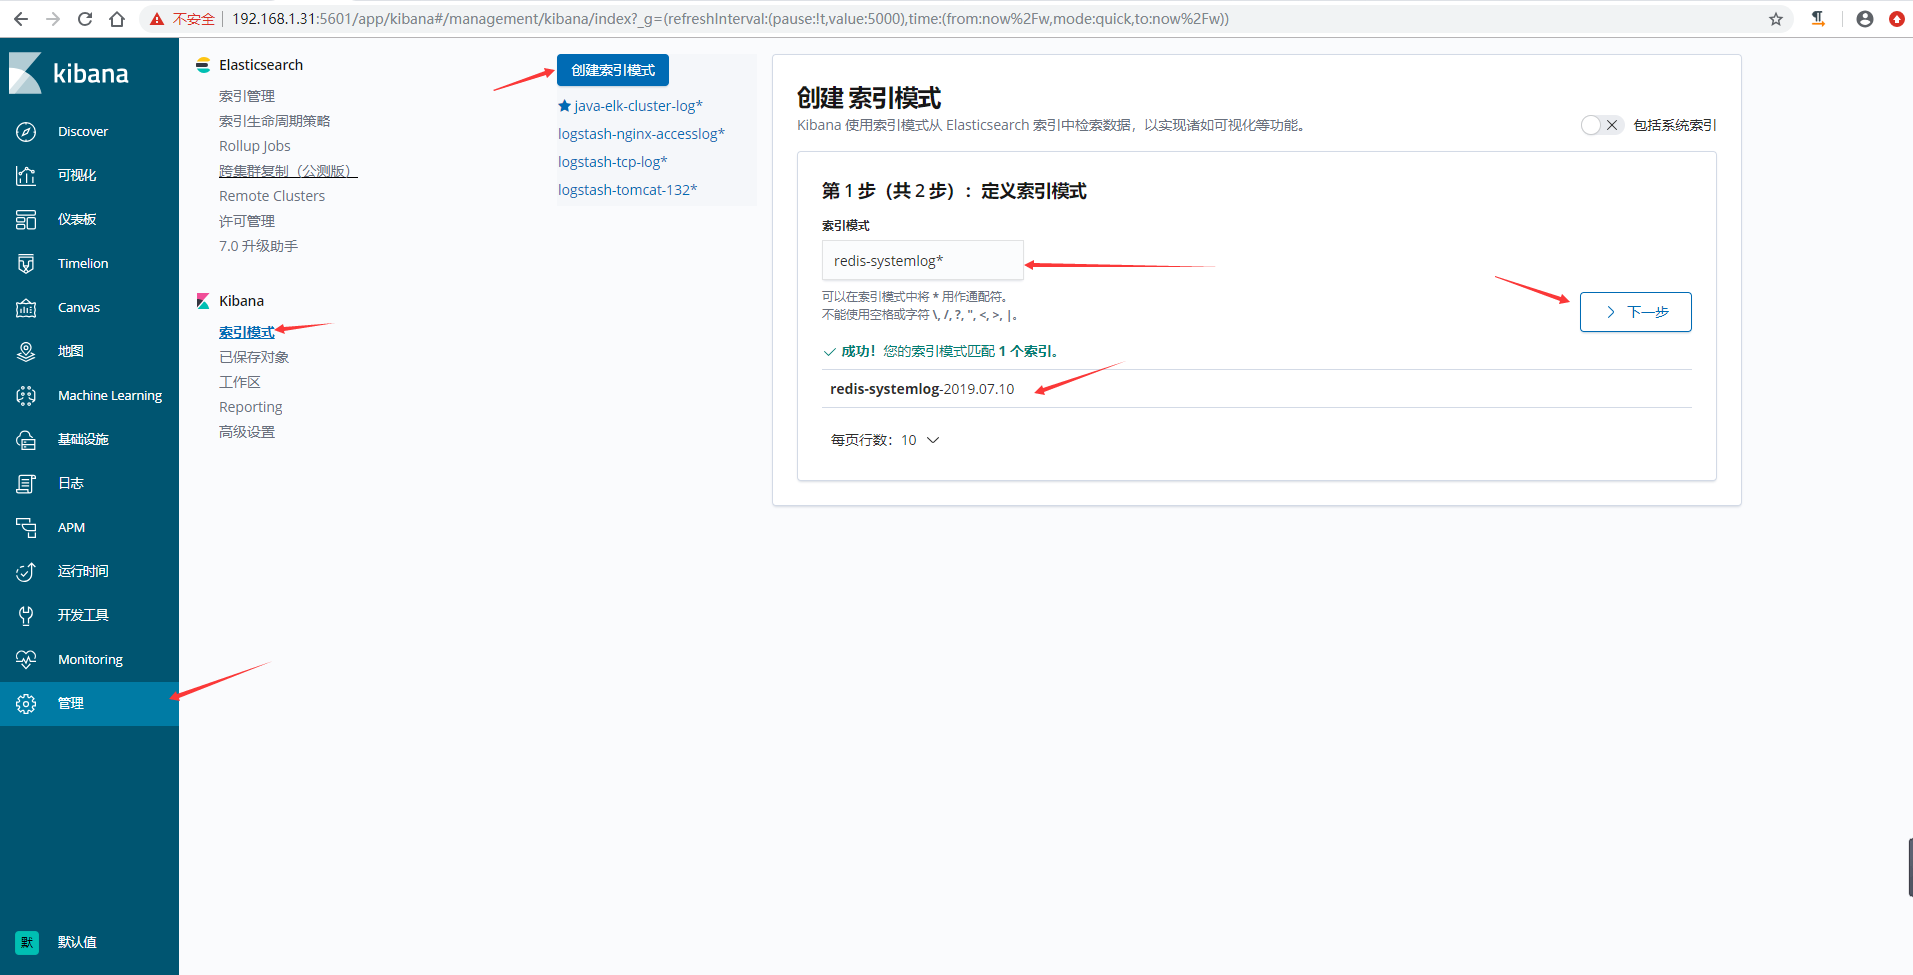 不安全 192.168.1.31:5601/app/kibana#/management/kibana/index?_g=(refreshInterval:(pause:!t,value:5000),time:(from:now%2Fw,mode:quick,to:now%2Fw))
kibana
Discover
可视化
仪表板
Timelion
Canvas
地图
Machine Learning
基础设施
日志
APM
运行时间
开发工具
Monitoring
管理
默 默认值
Elasticsearch
索引管理
索引生命周期策略
Rollup Jobs
跨集群复制（公测版）
Remote Clusters
许可管理
7.0 升级助手
Kibana
索引模式
已保存对象
工作区
Reporting
高级设置
创建索引模式
java-elk-cluster-log*
logstash-nginx-accesslog*
logstash-tcp-log*
logstash-tomcat-132*
创建 索引模式
Kibana 使用索引模式从 Elasticsearch 索引中检索数据，以实现诸如可视化等功能。
包括系统索引
第 1 步（共 2 步）：定义索引模式
索引模式
redis-systemlog*
可以在索引模式中将 * 用作通配符。
不能使用空格或字符 \, /, ?, ", <, >, |。
下一步
成功！您的索引模式匹配 1 个索引。
redis-systemlog-2019.07.10
每页行数：10